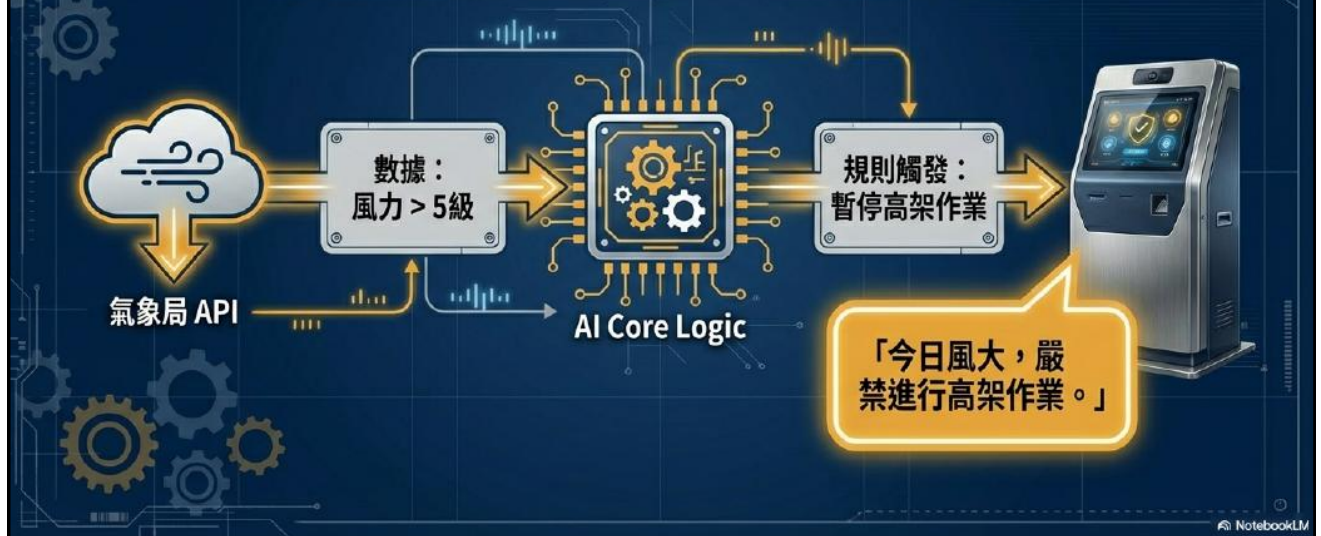 數據：
風力 > 5級
規則觸發：
暫停高架作業
氣象局 API
AI Core Logic
「今日風大，嚴
禁進行高架作業。」
NotebookLM